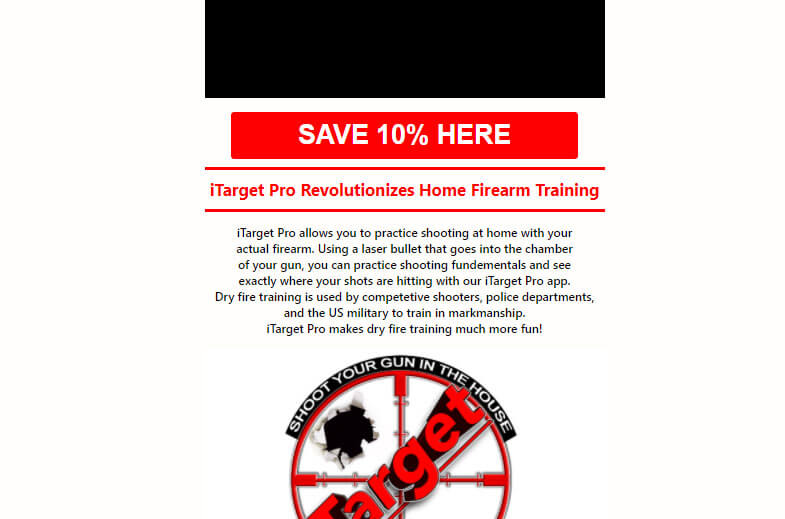 SAVE 10% HERE
iTarget Pro Revolutionizes Home Firearm Training
iTarget Pro allows you to practice shooting at home with your
actual firearm. Using a laser bullet that goes into the chamber
of your gun, you can practice shooting fundementals and see
exactly where your shots are hitting with our iTarget Pro app.
Dry fire training is used by competetive shooters, police departments,
and the US military to train in markmanship.
iTarget Pro makes dry fire training much more fun!
SHOOT YOUR GUN IN THE HOUSE
Target